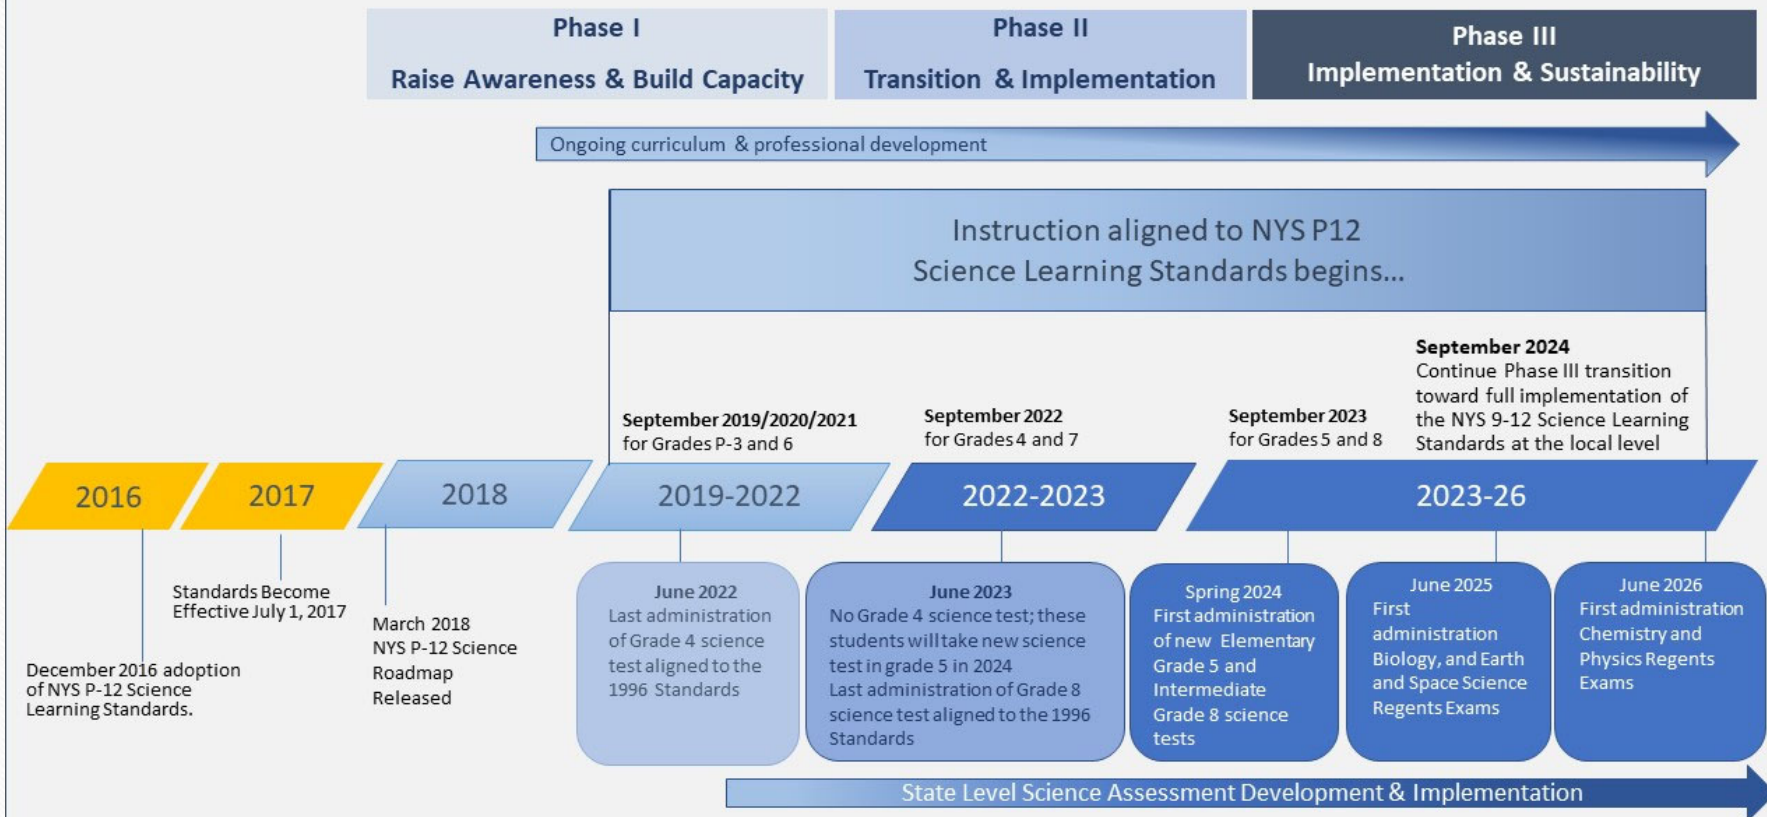 Phase I
Raise Awareness & Build Capacity
Phase II
Transition & Implementation
Phase III
Implementation & Sustainability
Ongoing curriculum & professional development
Instruction aligned to NYS P12
Science Learning Standards begins...
September 2019/2020/2021
for Grades P-3 and 6
September 2022
for Grades 4 and 7
September 2023
for Grades 5 and 8
September 2024
Continue Phase III transition
toward full implementation of
the NYS 9-12 Science Learning
Standards at the local level
2016
2017
2018
2019-2022
2022-2023
2023-26
December 2016 adoption
of NYS P-12 Science
Learning Standards.
Standards Become
Effective July 1, 2017
March 2018
NYS P-12 Science
Roadmap
Released
June 2022
Last administration
of Grade 4 science
test aligned to the
1996 Standards
June 2023
No Grade 4 science test; these
students will take new science
test in grade 5 in 2024
Last administration of Grade 8
science test aligned to the 1996
Standards
Spring 2024
First administration
of new Elementary
Grade 5 and
Intermediate
Grade 8 science
tests
June 2025
First
administration
Biology, and Earth
and Space Science
Regents Exams
June 2026
First administration
Chemistry and
Physics Regents
Exams
State Level Science Assessment Development & Implementation